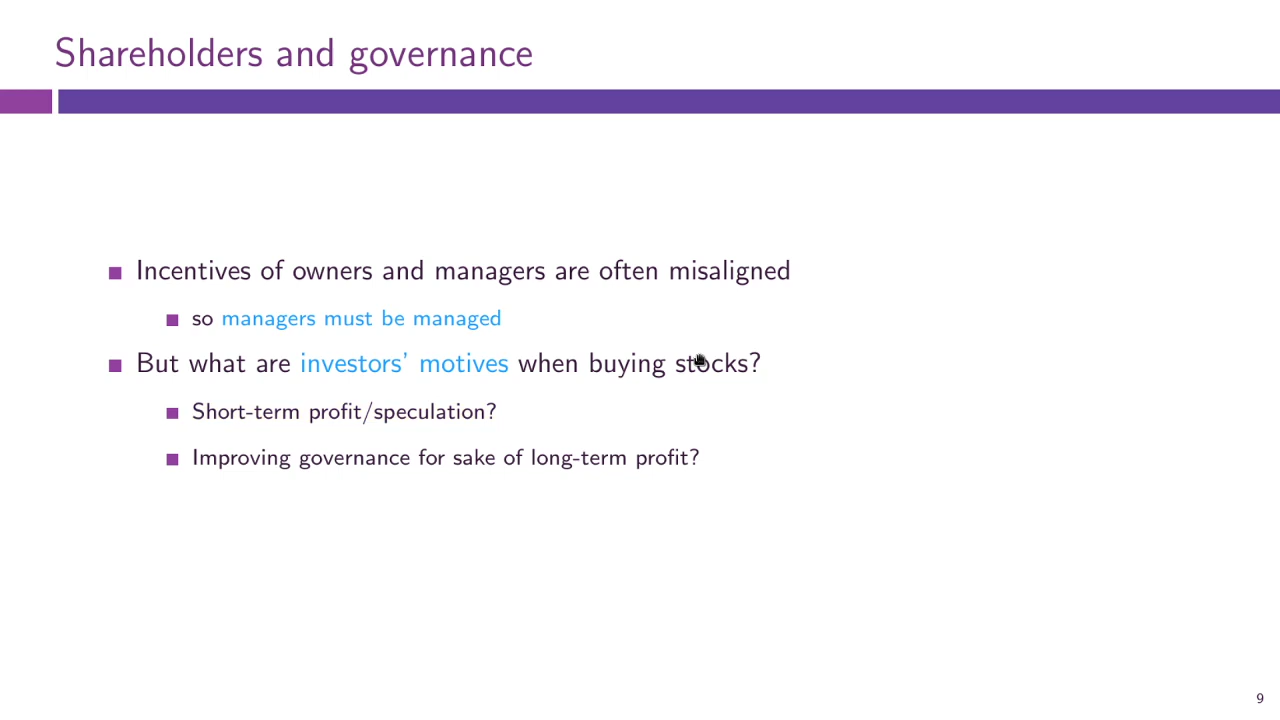 Shareholders and governance
Incentives of owners and managers are often misaligned
so managers must be managed
But what are investors' motives when buying stocks?
Short-term profit/speculation?
Improving governance for sake of long-term profit?
9